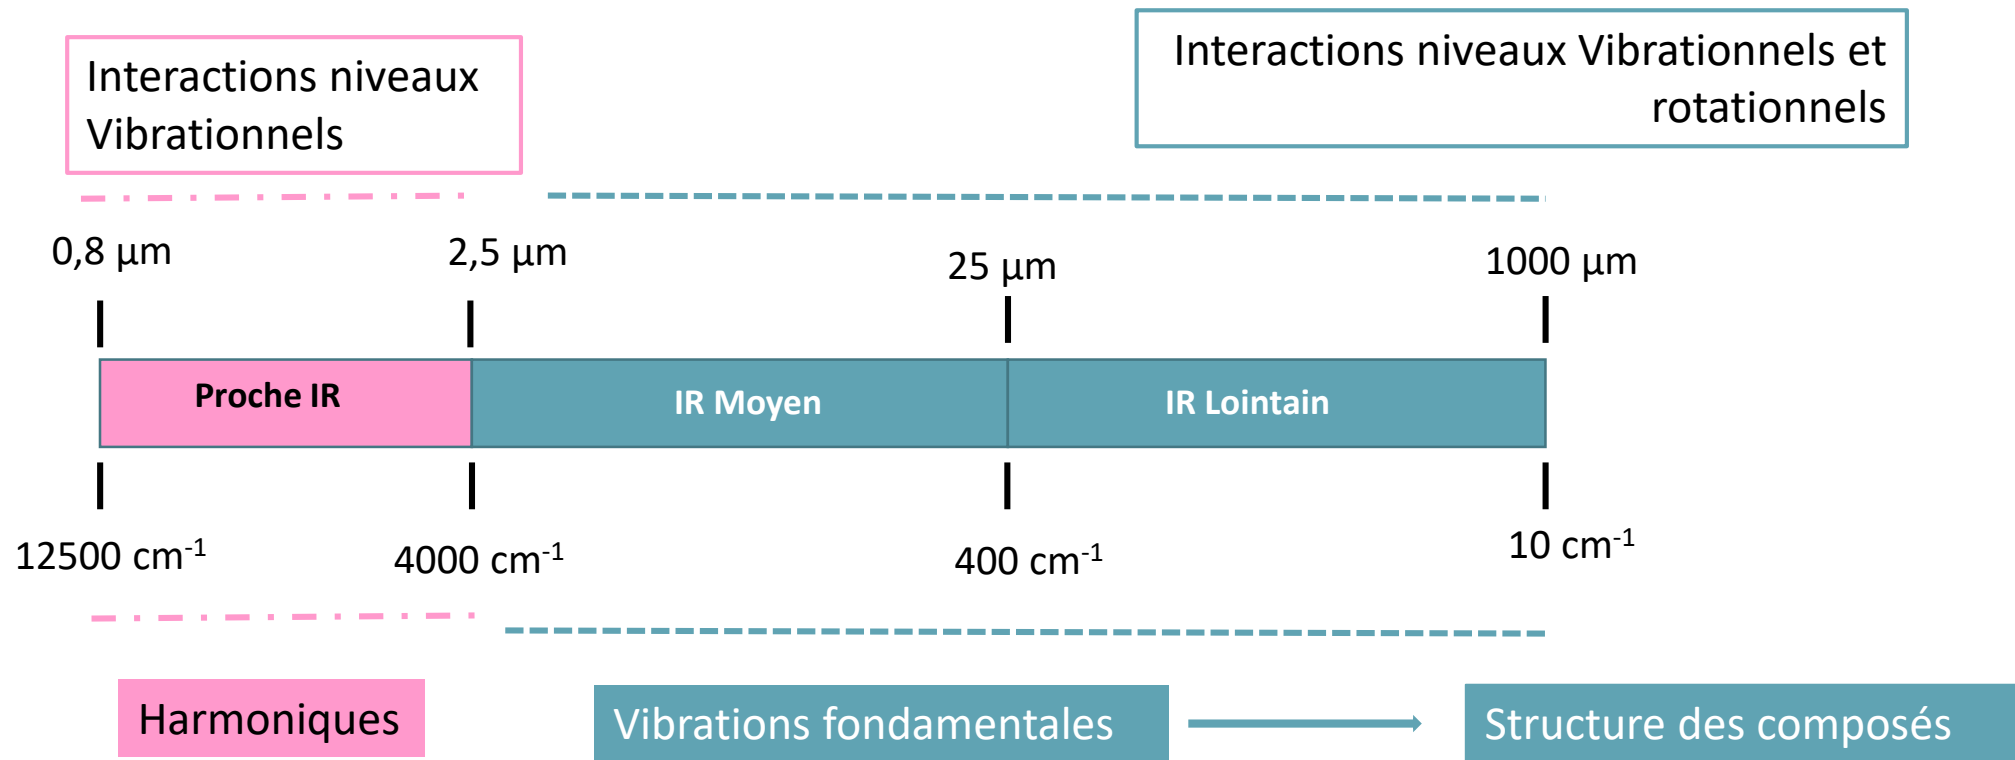 Interactions niveaux
Vibrationnels
Interactions niveaux Vibrationnels et
rotationnels
0,8 µm
2,5 µm
25 µm
1000 µm
Proche IR
IR Moyen
IR Lointain
12500 cm⁻¹
4000 cm⁻¹
400 cm⁻¹
10 cm⁻¹
Harmoniques
Vibrations fondamentales
Structure des composés